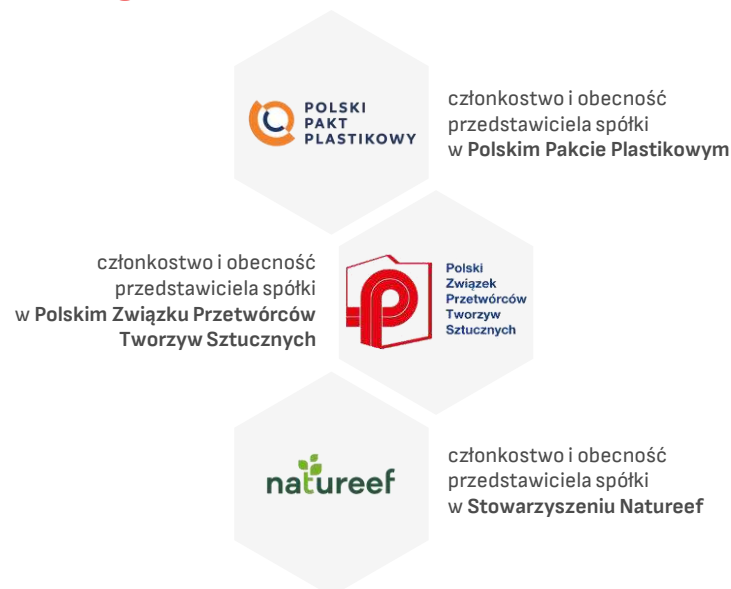 POLSKI
PAKT
PLASTIKOWY
członkostwo i obecność
przedstawiciela spółki
w Polskim Pakcie Plastikowym
członkostwo i obecność
przedstawiciela spółki
w Polskim Związku Przetwórców
Tworzyw Sztucznych
Polski
Związek
Przetwórców
Tworzyw
Sztucznych
natureef
członkostwo i obecność
przedstawiciela spółki
w Stowarzyszeniu Natureef